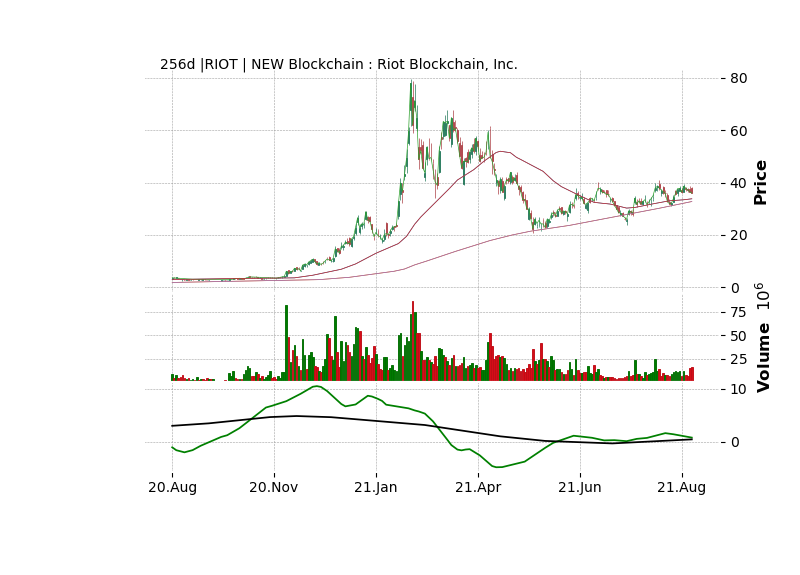 256d |RIOT | NEW Blockchain : Riot Blockchain, Inc.
80
60
40
20
0
Price
75
50
25
Volume 10^6
10
0
20.Aug 20.Nov 21.Jan 21.Apr 21.Jun 21.Aug